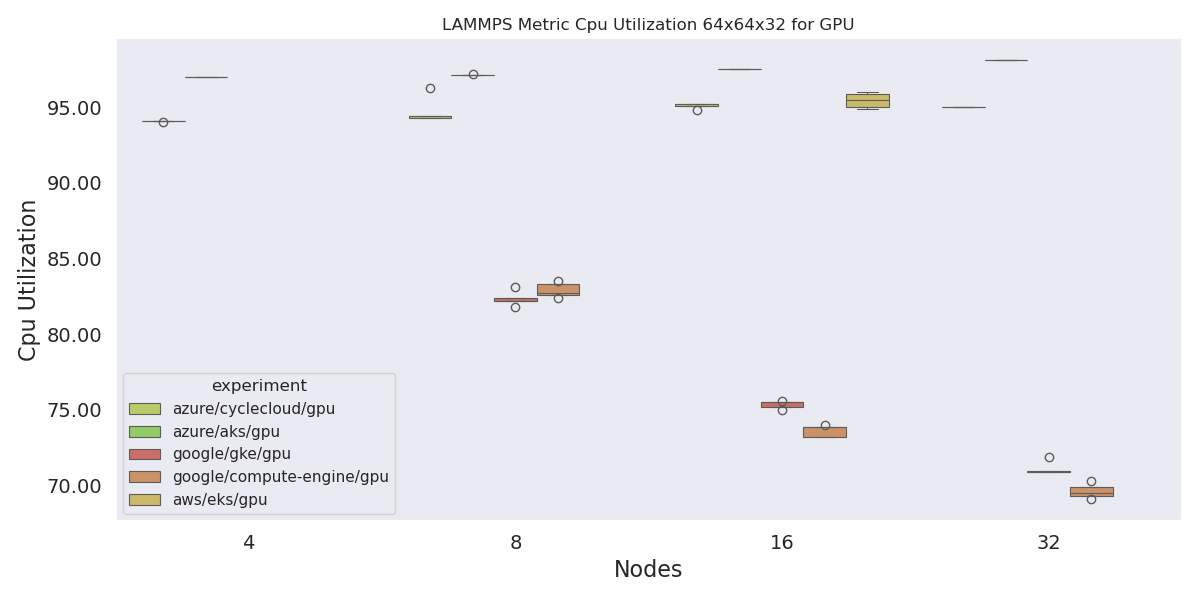 LAMMPS Metric Cpu Utilization 64x64x32 for GPU
Cpu Utilization
95.00
90.00
85.00
80.00
75.00
70.00
experiment
azure/cyclecloud/gpu
azure/aks/gpu
google/gke/gpu
google/compute-engine/gpu
aws/eks/gpu
4
8
16
32
Nodes